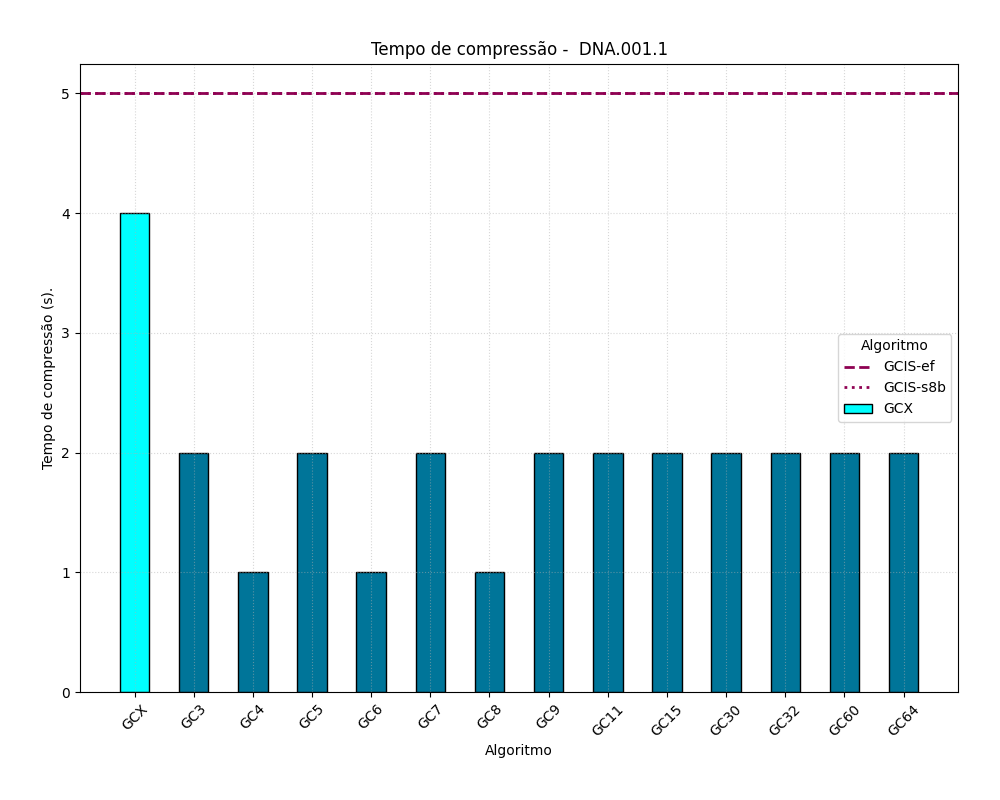 Tempo de compressão -  DNA.001.1
Tempo de compressão (s).
5
4
3
2
1
0
Algoritmo
GCIS-ef
GCIS-s8b
GCX
GCX
GC3
GC4
GC5
GC6
GC7
GC8
GC9
GC11
GC15
GC30
GC32
GC60
GC64
Algoritmo